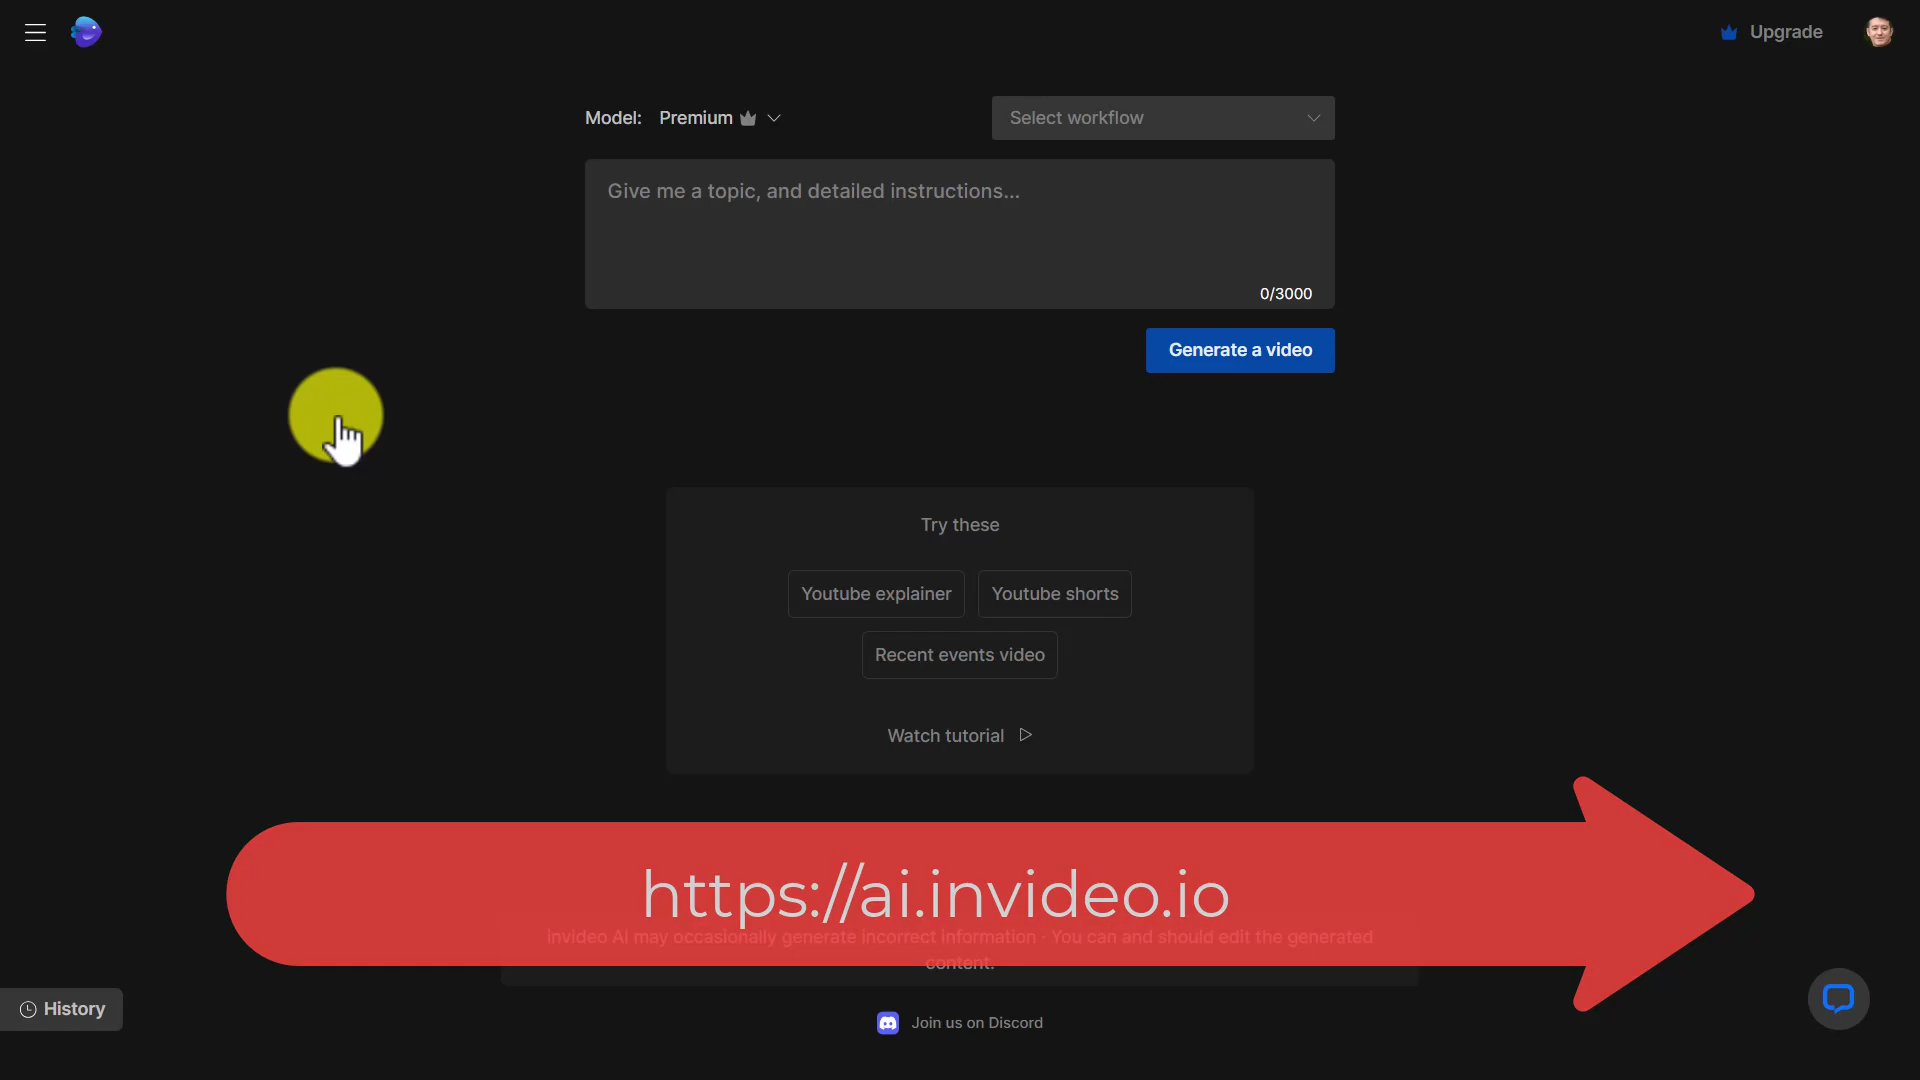 Upgrade
Model: Premium
Select workflow
Give me a topic, and detailed instructions...
0/3000
Generate a video
Try these
Youtube explainer
Youtube shorts
Recent events video
Watch tutorial
https://ai.invideo.io
Invideo AI may occasionally generate incorrect information · You can and should edit the generated
content.
History
Join us on Discord